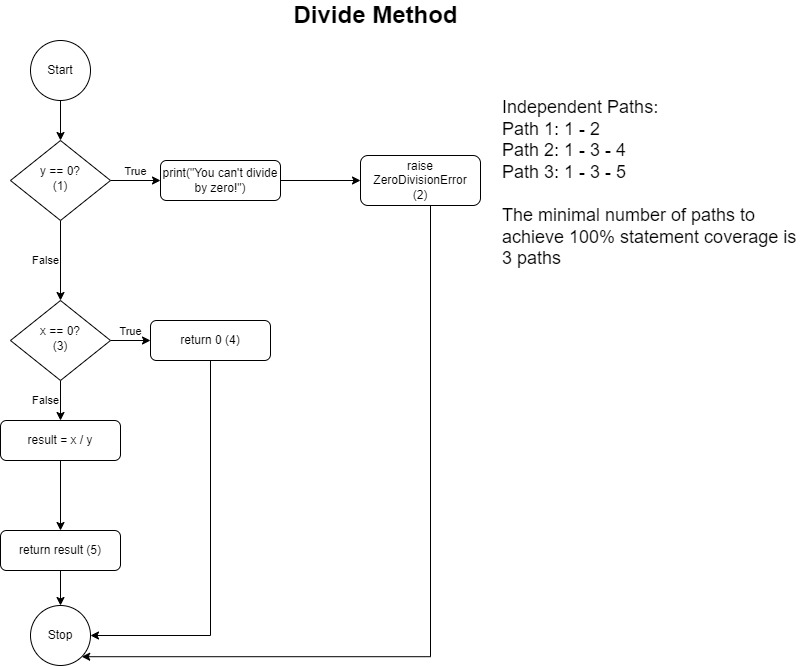 Divide Method
Start
y == 0?
(1)
True
print("You can't divide
by zero!")
raise
ZeroDivisionError
(2)
False
x == 0?
(3)
True
return 0 (4)
False
result = x / y
return result (5)
Stop
Independent Paths:
Path 1: 1 - 2
Path 2: 1 - 3 - 4
Path 3: 1 - 3 - 5
The minimal number of paths to
achieve 100% statement coverage is
3 paths